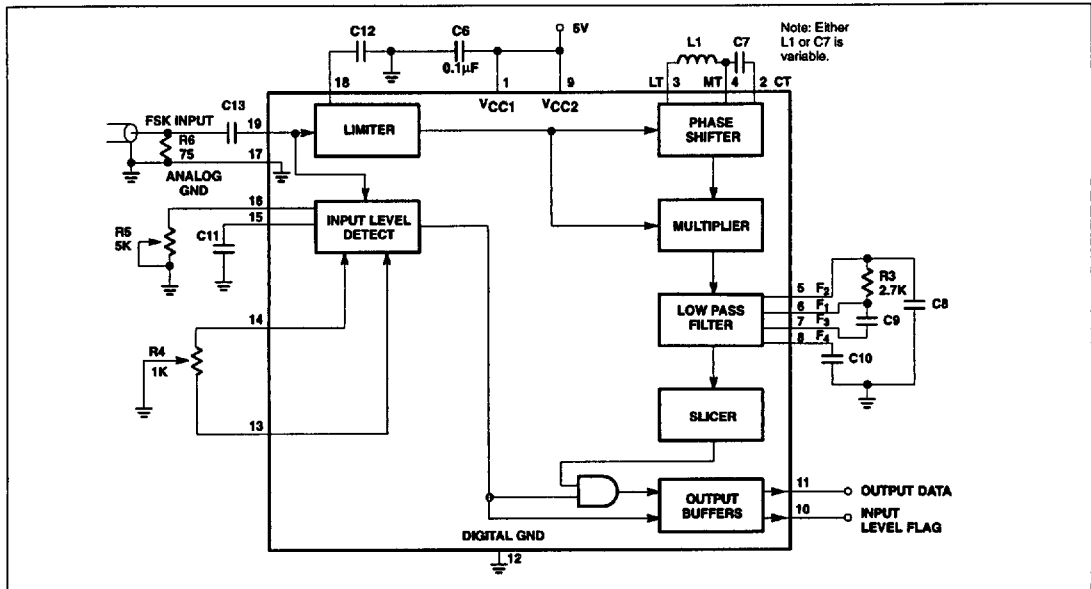 C12
C6
0.1μF
5V
L1
C7
Note: Either
L1 or C7 is
variable.
18
1
9
LT 3
MT 4
2 CT
VCC1
VCC2
C13
FSK INPUT
19
R6
75
17
ANALOG
GND
LIMITER
PHASE
SHIFTER
16
15
R5
5K
C11
INPUT LEVEL
DETECT
MULTIPLIER
14
R4
1K
13
LOW PASS
FILTER
5 F2
6 F1
7 F3
8 F4
R3
2.7K
C9
C8
C10
SLICER
OUTPUT
BUFFERS
11
OUTPUT DATA
10
INPUT
LEVEL FLAG
DIGITAL GND
12